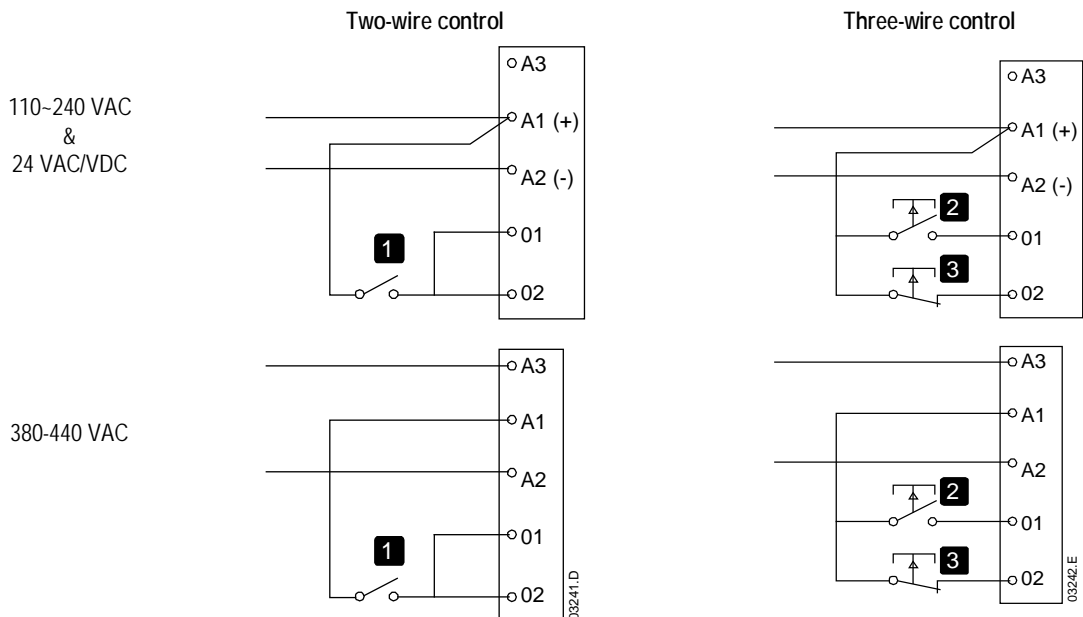 Two-wire control
Three-wire control
110~240 VAC
&
24 VAC/VDC
A3
A1 (+)
A2 (-)
1
01
02
A3
A1 (+)
A2 (-)
2
01
3
02
380-440 VAC
A3
A1
A2
1
01
02
03241.D
A3
A1
A2
2
01
3
02
03242.E